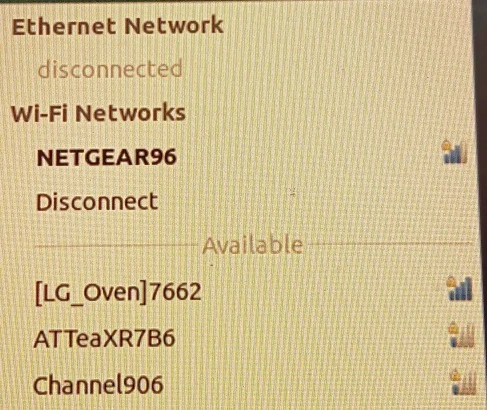 Ethernet Network
disconnected
Wi-Fi Networks
NETGEAR96
Disconnect
Available
[LG_Oven]7662
ATTeaXR7B6
Channel906